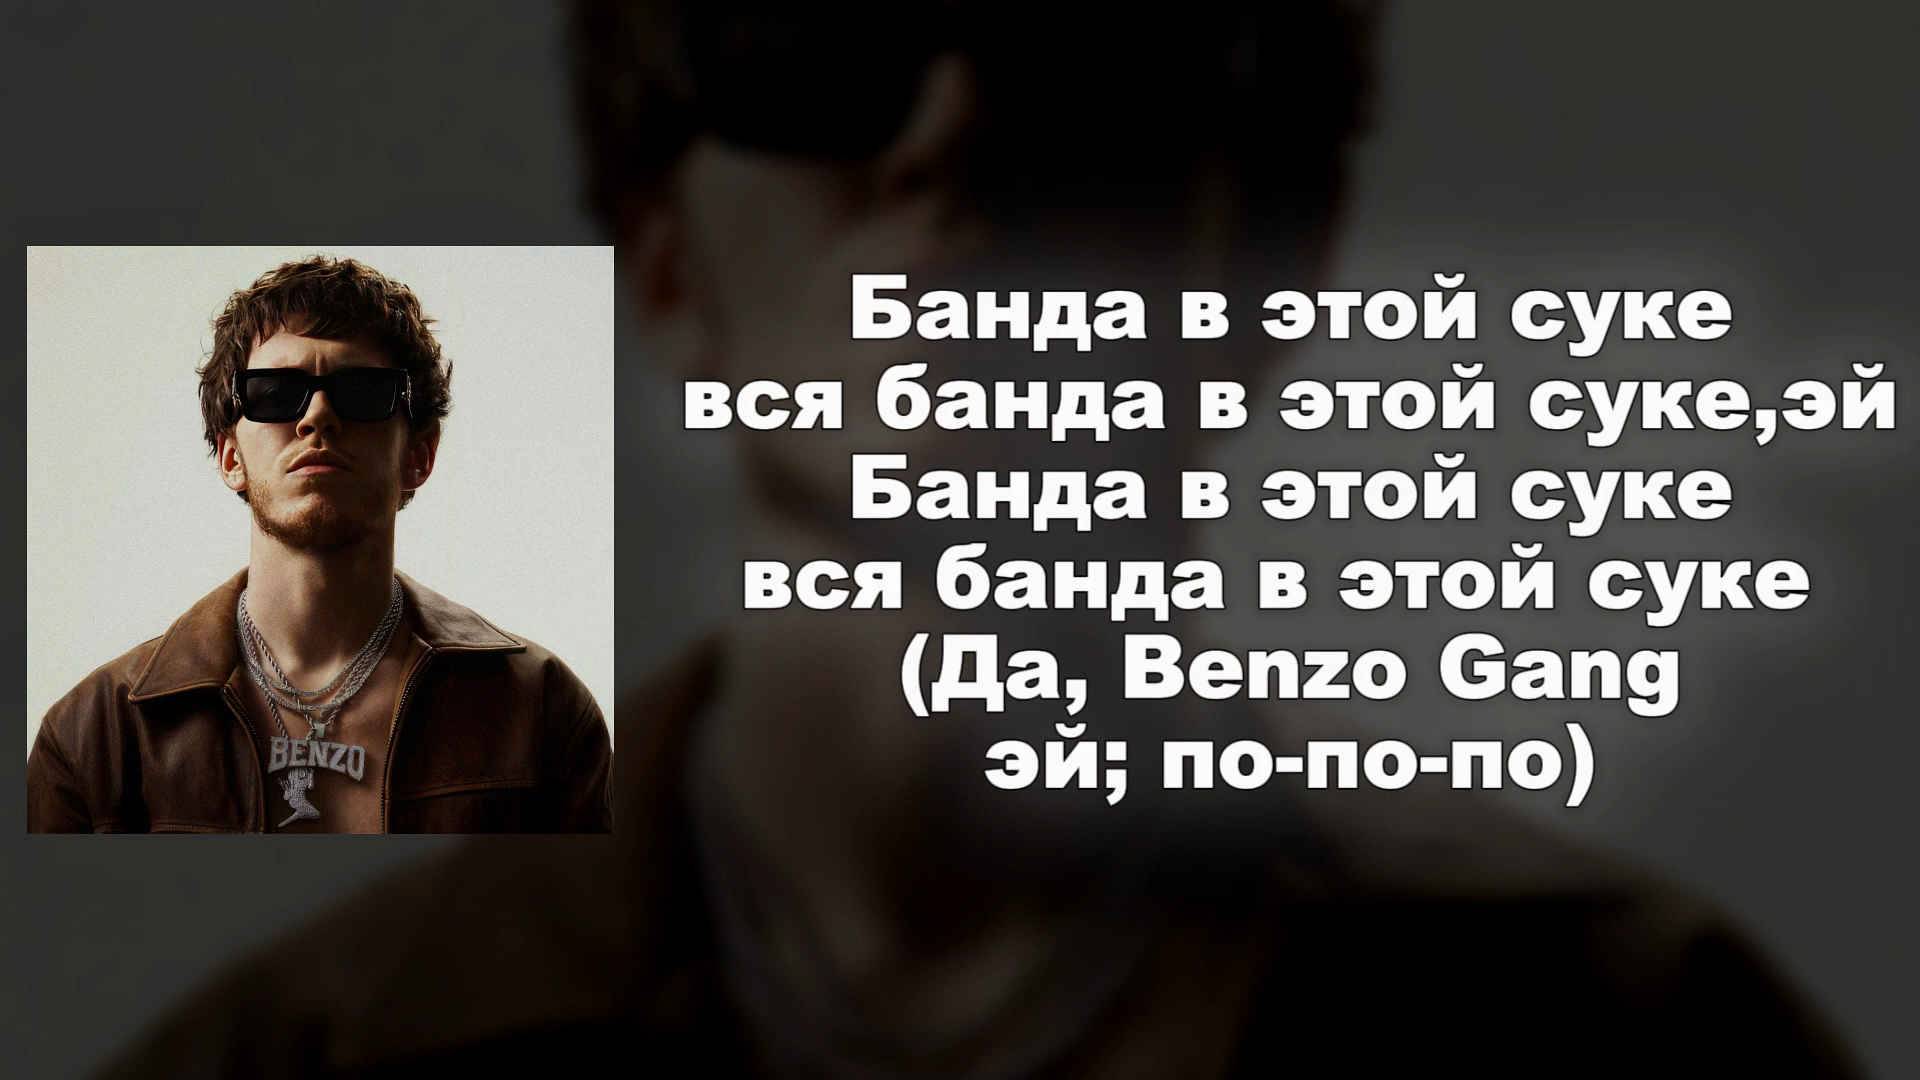 BENZO
Банда в этой суке
вся банда в этой суке,эй
Банда в этой суке
вся банда в этой суке
(Да, Benzo Gang
эй; по-по-по)